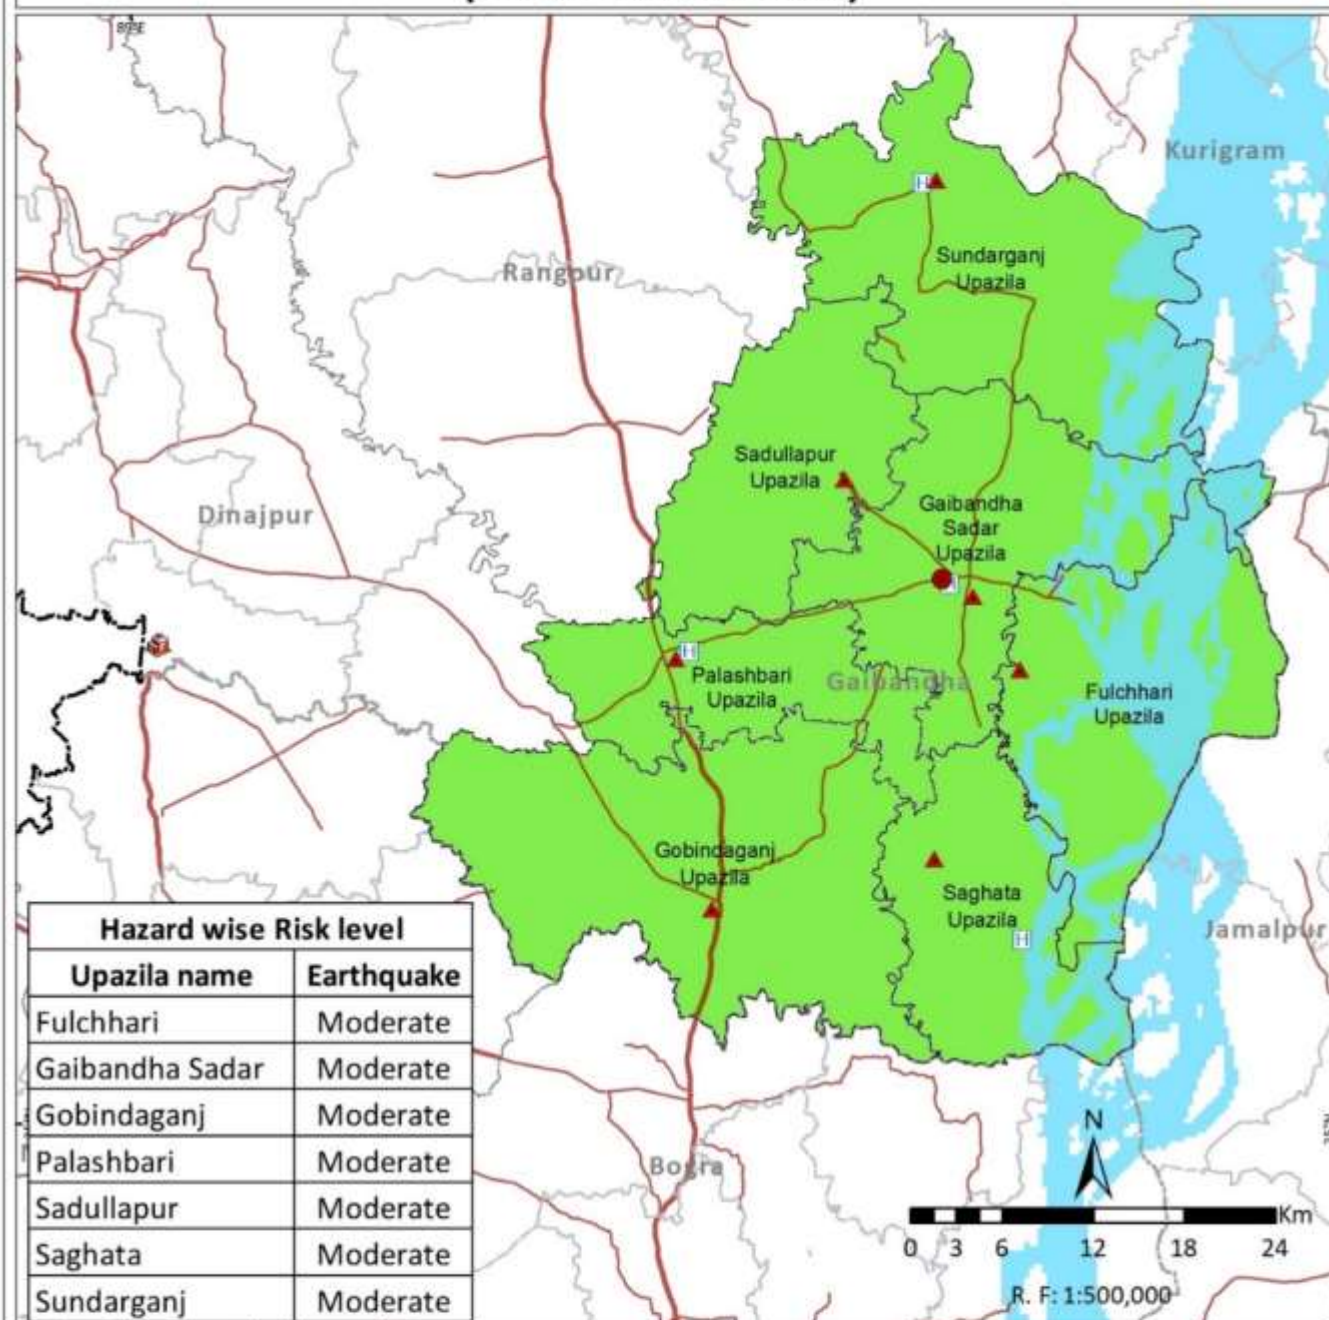 Kurigram
Rangpur
Sundarganj
Upazila
Sadullapur
Upazila
Gaibandha
Sadar
Upazila
Dinajpur
H
H
H
Palashbari
Upazila
Gaibandha
Fulchhari
Upazila
Gobindaganj
Upazila
Saghata
Upazila
H
Jamalpur
Bogra
Hazard wise Risk level
Upazila name Earthquake
Fulchhari Moderate
Gaibandha Sadar Moderate
Gobindaganj Moderate
Palashbari Moderate
Sadullapur Moderate
Saghata Moderate
Sundarganj Moderate
N
Km
0 3 6 12 18 24
R. F: 1:500,000